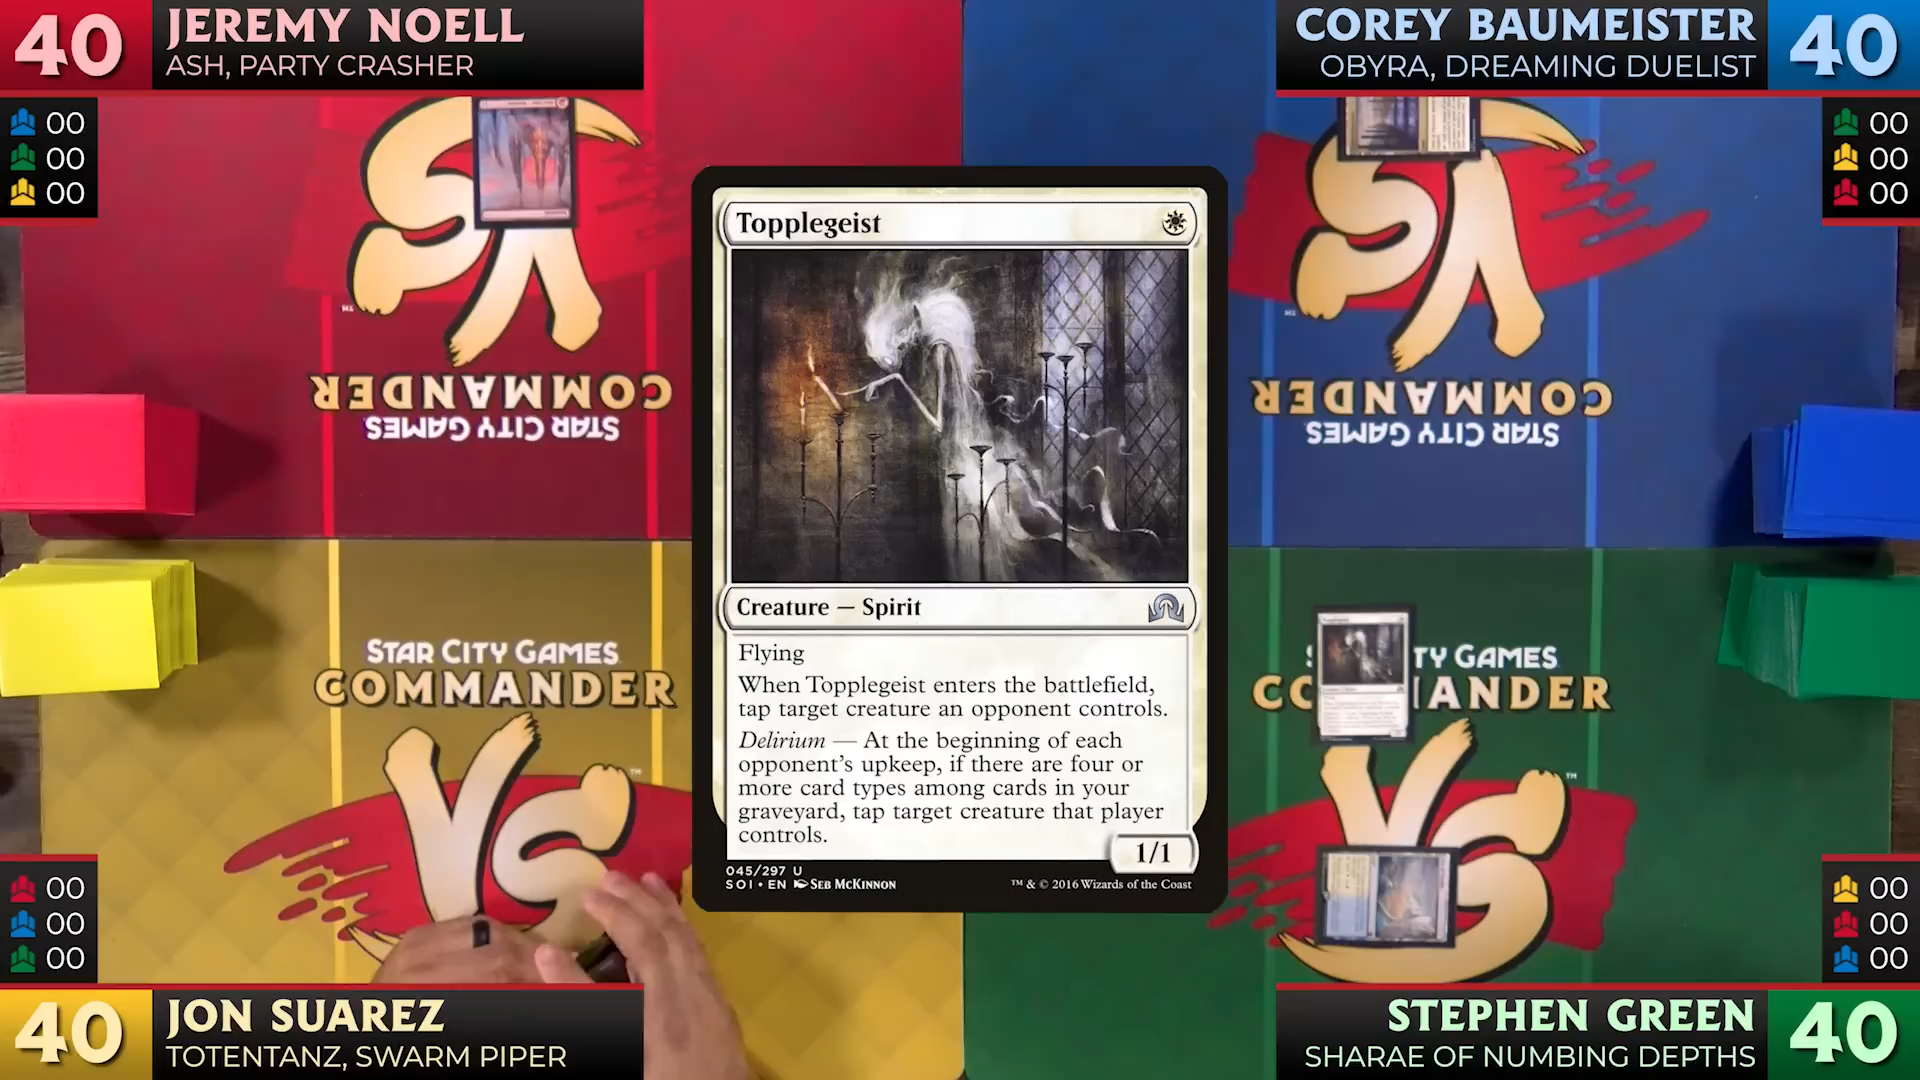 40
JEREMY NOELL
ASH, PARTY CRASHER
00
00
00
COREY BAUMEISTER
OBYRA, DREAMING DUELIST
40
00
00
00
VS
COMMANDER
STAR CITY GAMES
VS
COMMANDER
STAR CITY GAMES
Topplegeist
Creature — Spirit
Flying
When Topplegeist enters the battlefield,
tap target creature an opponent controls.
Delirium — At the beginning of each
opponent's upkeep, if there are four or
more card types among cards in your
graveyard, tap target creature that player
controls.
1/1
045/297 U
SOI • EN Seb McKinnon
™ & © 2016 Wizards of the Coast
STAR CITY GAMES
COMMANDER
VS
TY GAMES
CO ANDER
VS
00
00
00
40
JON SUAREZ
TOTENTANZ, SWARM PIPER
00
00
00
STEPHEN GREEN
SHARAE OF NUMBING DEPTHS
40